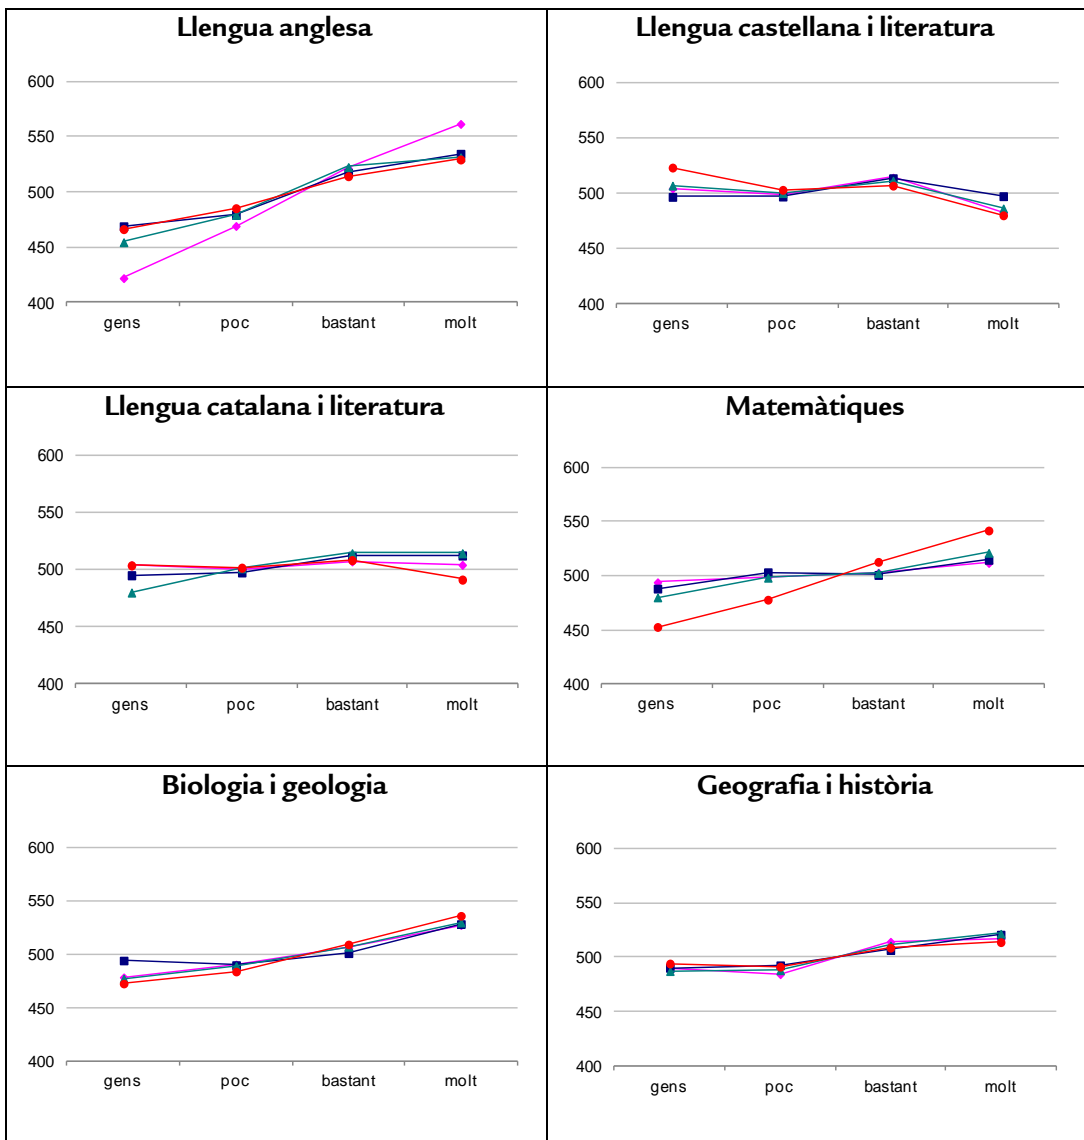 Llengua anglesa
600
550
500
450
400
gens poc bastant molt
Llengua castellana i literatura
600
550
500
450
400
gens poc bastant molt
Llengua catalana i literatura
600
550
500
450
400
gens poc bastant molt
Matemàtiques
600
550
500
450
400
gens poc bastant molt
Biologia i geologia
600
550
500
450
400
gens poc bastant molt
Geografia i història
600
550
500
450
400
gens poc bastant molt